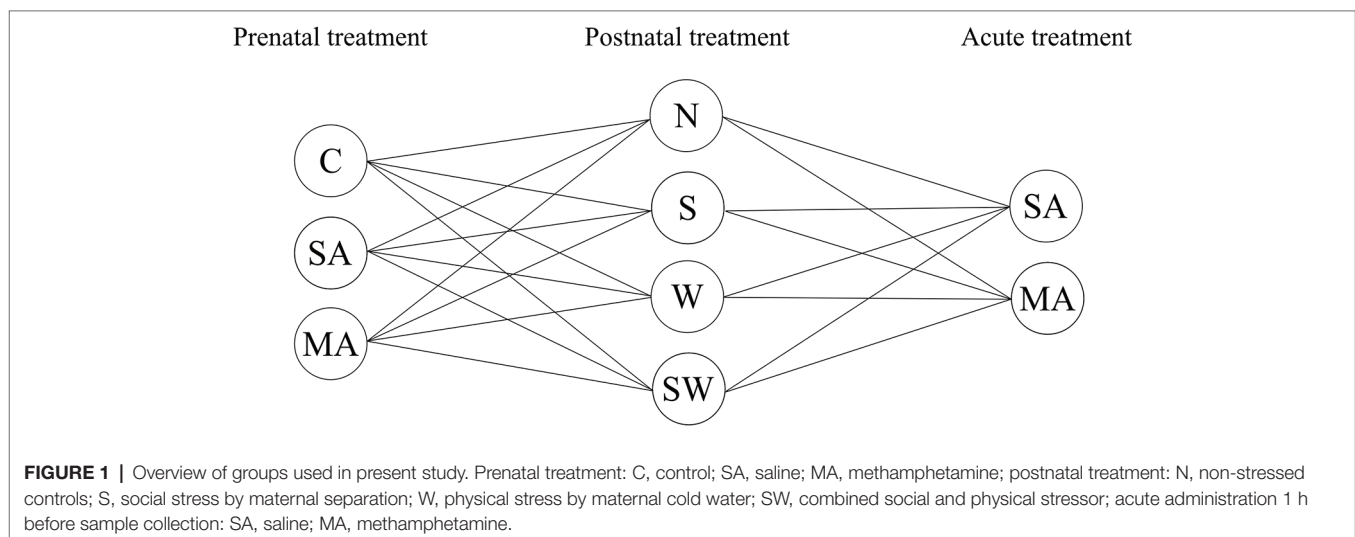 Prenatal treatment Postnatal treatment Acute treatment
N
C
S
SA
SA
W
MA
MA
SW
FIGURE 1 | Overview of groups used in present study. Prenatal treatment: C, control; SA, saline; MA, methamphetamine; postnatal treatment: N, non-stressed
controls; S, social stress by maternal separation; W, physical stress by maternal cold water; SW, combined social and physical stressor; acute administration 1 h
before sample collection: SA, saline; MA, methamphetamine.